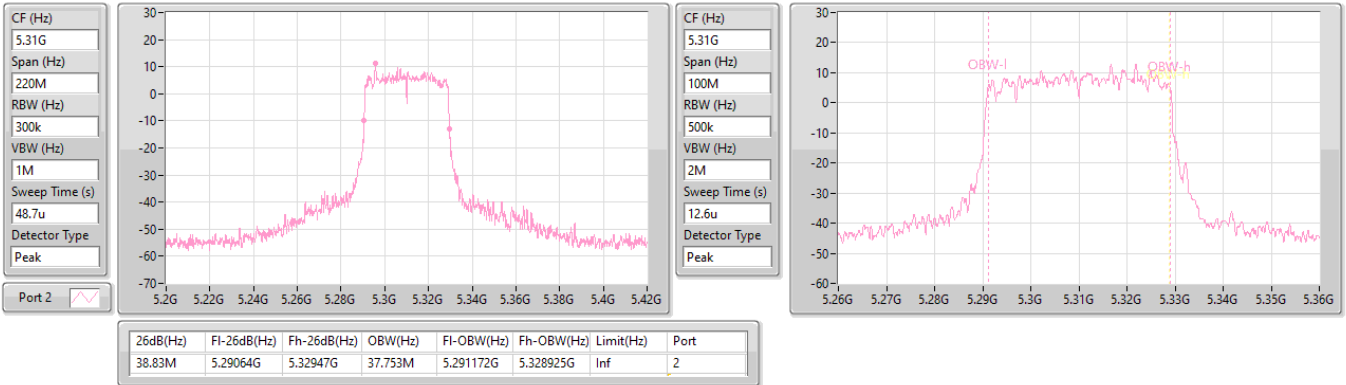 CF (Hz)
5.31G
Span (Hz)
220M
RBW (Hz)
300k
VBW (Hz)
1M
Sweep Time (s)
48.7u
Detector Type
Peak
Port 2
30
20
10
0
-10
-20
-30
-40
-50
-60
-70
5.2G 5.22G 5.24G 5.26G 5.28G 5.3G 5.32G 5.34G 5.36G 5.38G 5.4G 5.42G
CF (Hz)
5.31G
Span (Hz)
100M
RBW (Hz)
500k
VBW (Hz)
2M
Sweep Time (s)
12.6u
Detector Type
Peak
30
20
10
0
-10
-20
-30
-40
-50
-60
OBW-l OBW-h
5.26G 5.27G 5.28G 5.29G 5.3G 5.31G 5.32G 5.33G 5.34G 5.35G 5.36G
26dB(Hz) Fl-26dB(Hz) Fh-26dB(Hz) OBW(Hz) Fl-OBW(Hz) Fh-OBW(Hz) Limit(Hz) Port
38.83M 5.29064G 5.32947G 37.753M 5.291172G 5.328925G Inf 2